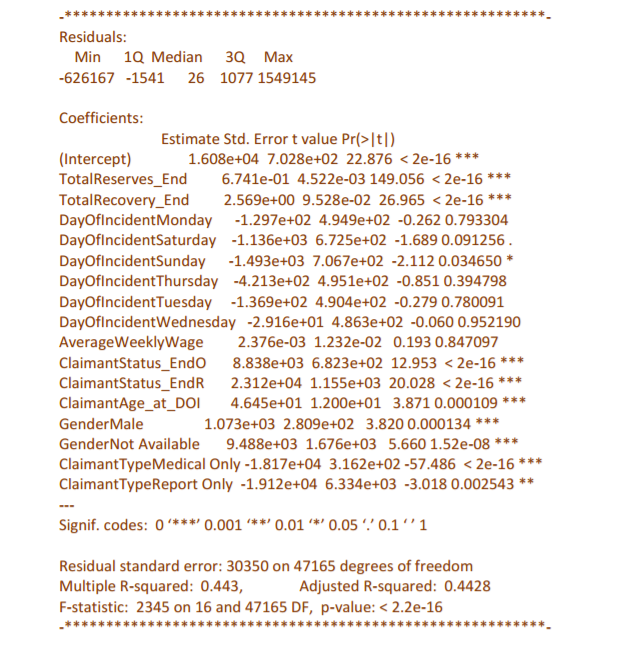 -**********************************************************-
Residuals:
Min 1Q Median 3Q Max
-626167 -1541 26 1077 1549145
Coefficients:
Estimate Std. Error t value Pr(>|t|)
(Intercept) 1.608e+04 7.028e+02 22.876 < 2e-16 ***
TotalReserves_End 6.741e-01 4.522e-03 149.056 < 2e-16 ***
TotalRecovery_End 2.569e+00 9.528e-02 26.965 < 2e-16 ***
DayOfIncidentMonday -1.297e+02 4.949e+02 -0.262 0.793304
DayOfIncidentSaturday -1.136e+03 6.725e+02 -1.689 0.091256 .
DayOfIncidentSunday -1.493e+03 7.067e+02 -2.112 0.034650 *
DayOfIncidentThursday -4.213e+02 4.951e+02 -0.851 0.394798
DayOfIncidentTuesday -1.369e+02 4.904e+02 -0.279 0.780091
DayOfIncidentWednesday -2.916e+01 4.863e+02 -0.060 0.952190
AverageWeeklyWage 2.376e-03 1.232e-02 0.193 0.847097
ClaimantStatus_EndO 8.838e+03 6.823e+02 12.953 < 2e-16 ***
ClaimantStatus_EndR 2.312e+04 1.155e+03 20.028 < 2e-16 ***
ClaimantAge_at_DOI 4.645e+01 1.200e+01 3.871 0.000109 ***
GenderMale 1.073e+03 2.809e+02 3.820 0.000134 ***
GenderNot Available 9.488e+03 1.676e+03 5.660 1.52e-08 ***
ClaimantTypeMedical Only -1.817e+04 3.162e+02 -57.486 < 2e-16 ***
ClaimantTypeReport Only -1.912e+04 6.334e+03 -3.018 0.002543 **
---
Signif. codes: 0 ‘***’ 0.001 ‘**’ 0.01 ‘*’ 0.05 ‘.’ 0.1 ‘ ’ 1
Residual standard error: 30350 on 47165 degrees of freedom
Multiple R-squared: 0.443, Adjusted R-squared: 0.4428
F-statistic: 2345 on 16 and 47165 DF, p-value: < 2.2e-16
-**********************************************************-